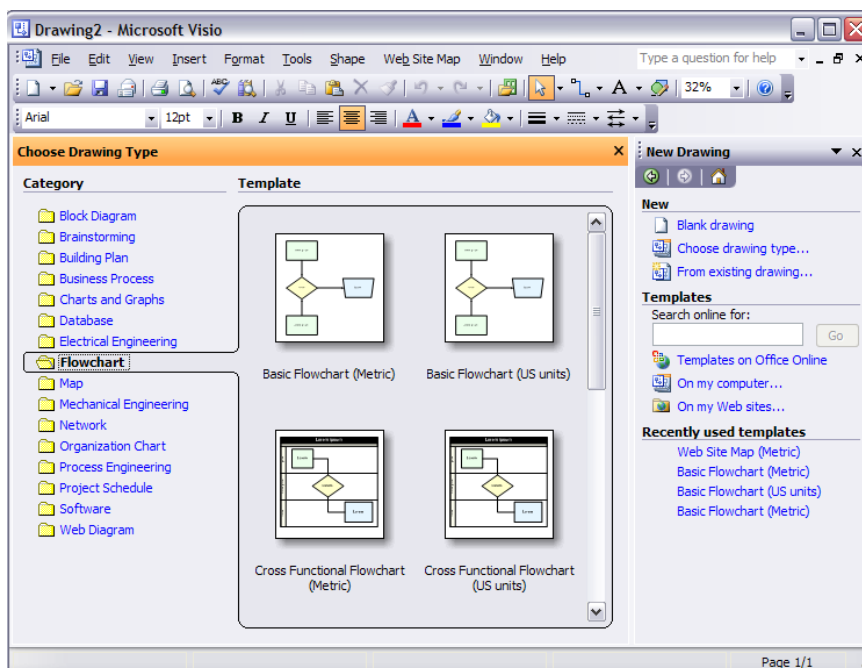 Drawing2 - Microsoft Visio
File Edit View Insert Format Tools Shape Web Site Map Window Help Type a question for help
32%
Arial 12pt B I U A
Choose Drawing Type
Category
Template
Block Diagram
Brainstorming
Building Plan
Business Process
Charts and Graphs
Database
Electrical Engineering
Flowchart
Map
Mechanical Engineering
Network
Organization Chart
Process Engineering
Project Schedule
Software
Web Diagram
Basic Flowchart (Metric)
Basic Flowchart (US units)
Cross Functional Flowchart
(Metric)
Cross Functional Flowchart
(US units)
New Drawing
New
Blank drawing
Choose drawing type...
From existing drawing...
Templates
Search online for:
Go
Templates on Office Online
On my computer...
On my Web sites...
Recently used templates
Web Site Map (Metric)
Basic Flowchart (Metric)
Basic Flowchart (US units)
Basic Flowchart (Metric)
Page 1/1